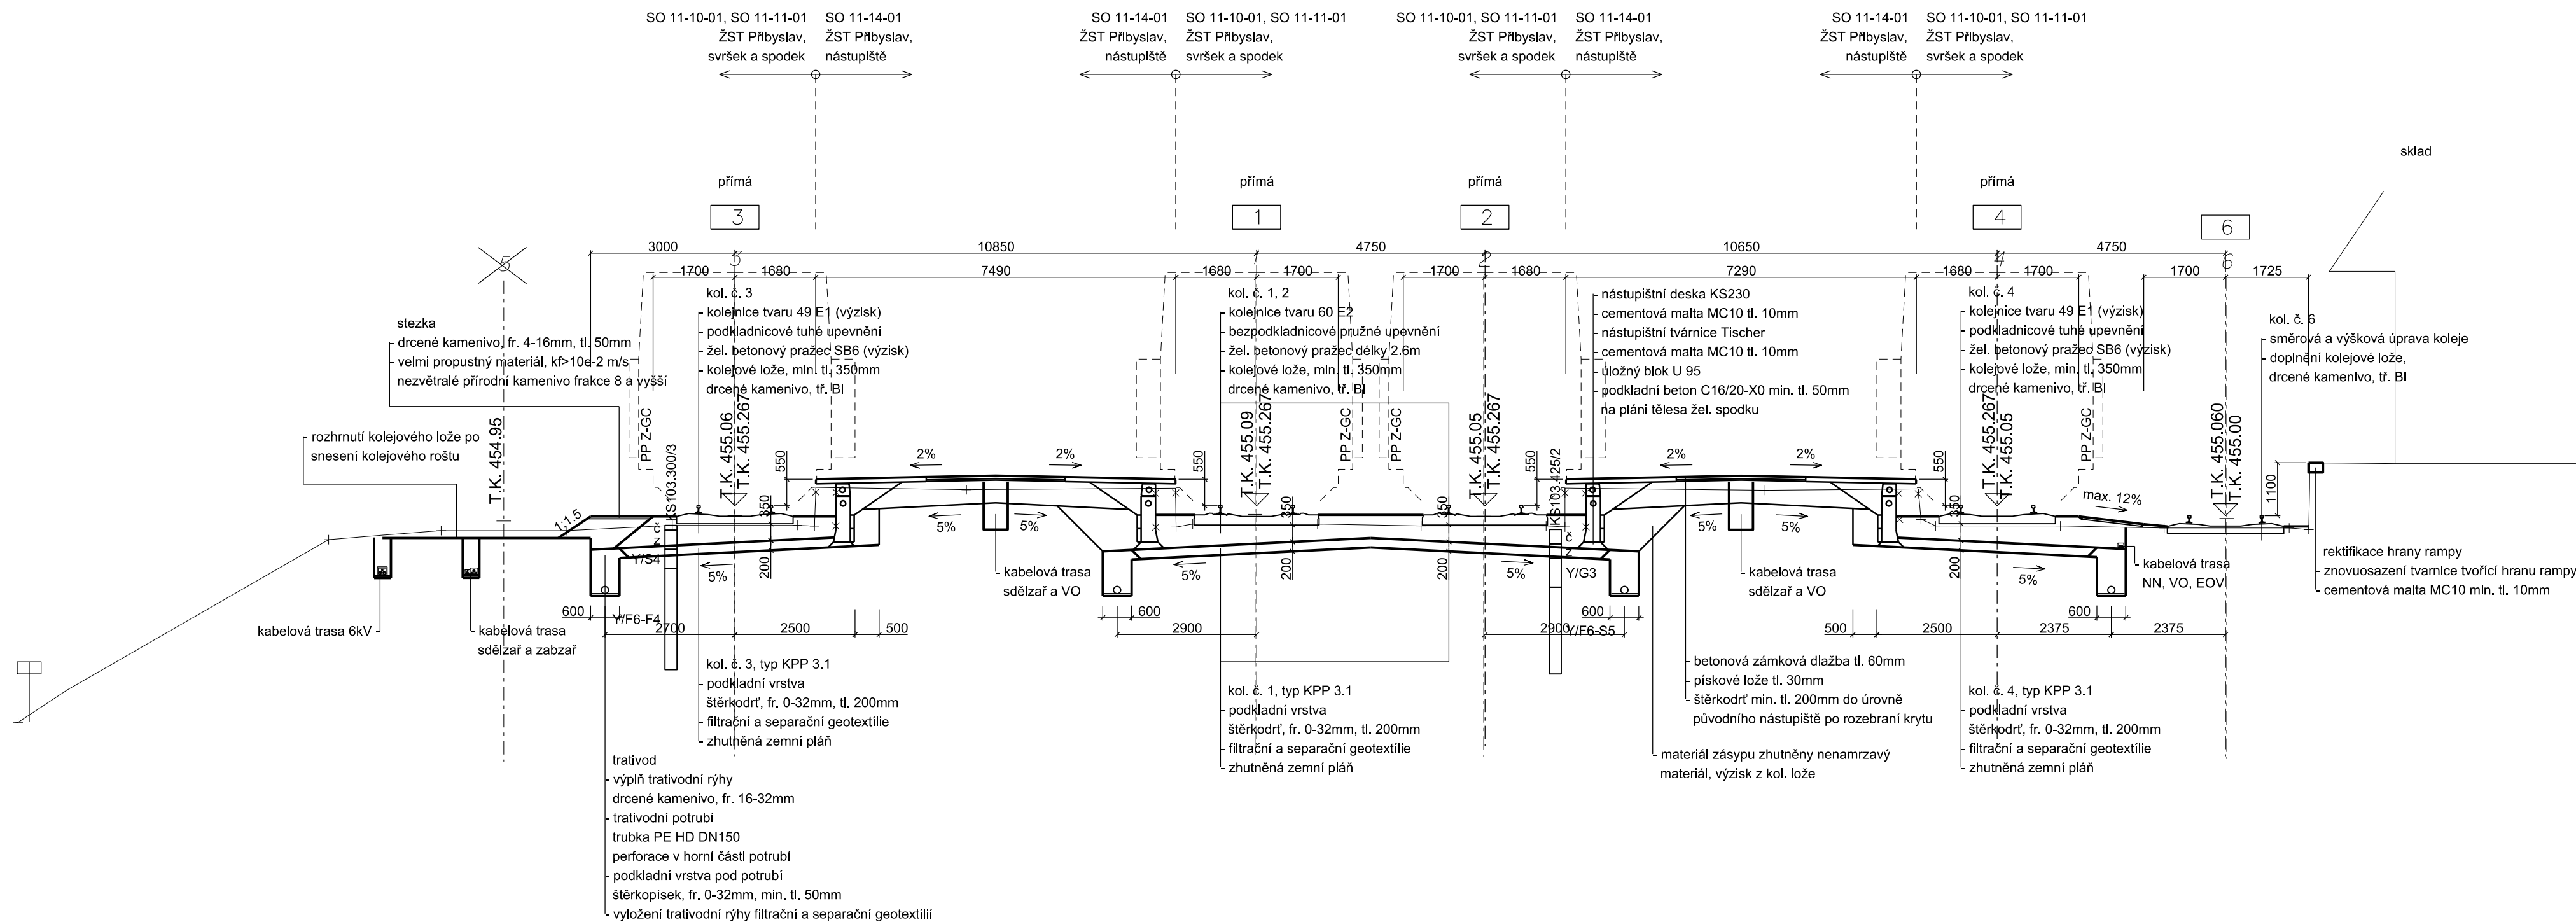 SO 11-10-01, SO 11-11-01
ŽST Přibyslav,
svršek a spodek
SO 11-14-01
ŽST Přibyslav,
nástupiště
SO 11-14-01
ŽST Přibyslav,
nástupiště
SO 11-10-01, SO 11-11-01
ŽST Přibyslav,
svršek a spodek
SO 11-10-01, SO 11-11-01
ŽST Přibyslav,
svršek a spodek
SO 11-14-01
ŽST Přibyslav,
nástupiště
SO 11-14-01
ŽST Přibyslav,
nástupiště
SO 11-10-01, SO 11-11-01
ŽST Přibyslav,
svršek a spodek
sklad
přímá
přímá
přímá
přímá
3
1
2
4
6
3000
10850
4750
10650
4750
5
3
2
4
6
1700
1680
7490
1680
1700
1700
1680
7290
1680
1700
1700
1725
stezka
- drcené kamenivo, fr. 4-16mm, tl. 50mm
- velmi propustný materiál, kf>10e-2 m/s
nezvětralé přírodní kamenivo frakce 8 a vyšší
- rozhrnutí kolejového lože po
snesení kolejového roštu
kol. č. 3
- kolejnice tvaru 49 E1 (výzisk)
- podkladnicové tuhé upevnění
- žel. betonový pražec SB6 (výzisk)
- kolejové lože, min. tl. 350mm
drcené kamenivo, tř. BI
kol. č. 1, 2
- kolejnice tvaru 60 E2
- bezpodkladnicové pružné upevnění
- žel. betonový pražec délky 2.6m
- kolejové lože, min. tl. 350mm
drcené kamenivo, tř. BI
- nástupištní deska KS230
- cementová malta MC10 tl. 10mm
- nástupištní tvárnice Tischer
- cementová malta MC10 tl. 10mm
- úložný blok U 95
- podkladní beton C16/20-X0 min. tl. 50mm
na pláni tělesa žel. spodku
kol. č. 4
- kolejnice tvaru 49 E1 (výzisk)
- podkladnicové tuhé upevnění
- žel. betonový pražec SB6 (výzisk)
- kolejové lože, min. tl. 350mm
drcené kamenivo, tř. BI
kol. č. 6
- směrová a výšková úprava koleje
- doplnění kolejové lože,
drcené kamenivo, tř. BI
T.K. 454.95
PP Z-GC
KS103.300/3
T.K. 455.06
T.K. 455.267
T.K. 455.09
T.K. 455.267
PP Z-GC
PP Z-GC
T.K. 455.05
T.K. 455.267
KS103.425/2
T.K. 455.267
T.K. 455.05
PP Z-GC
T.K. 455.060
T.K. 455.00
550
2%
2%
550
550
2%
2%
550
1100
max. 12%
1:1.5
350
350
350
350
5%
5%
5%
5%
č
z
Y/S4
Y/F6-F4
č
z
Y/G3
Y/F6-S5
5%
200
200
5%
200
5%
200
5%
- kabelová trasa
sdělzař a VO
- kabelová trasa
sdělzař a VO
- kabelová trasa
NN, VO, EOV
rektifikace hrany rampy
- znovuosazení tvarnice tvořící hranu rampy
- cementová malta MC10 min. tl. 10mm
600
2700
2500
500
600
2900
2900
600
500
2500
2375
600
2375
kabelová trasa 6kV -
- kabelová trasa
sdělzař a zabzař
kol. č. 3, typ KPP 3.1
- podkladní vrstva
štěrkodrť, fr. 0-32mm, tl. 200mm
- filtrační a separační geotextílie
- zhutněná zemní pláň
kol. č. 1, typ KPP 3.1
- podkladní vrstva
štěrkodrť, fr. 0-32mm, tl. 200mm
- filtrační a separační geotextílie
- zhutněná zemní pláň
- betonová zámková dlažba tl. 60mm
- pískové lože tl. 30mm
- štěrkodrť min. tl. 200mm do úrovně
původního nástupiště po rozebraní krytu
- materiál zásypu zhutněny nenamrzavý
materiál, výzisk z kol. lože
kol. č. 4, typ KPP 3.1
- podkladní vrstva
štěrkodrť, fr. 0-32mm, tl. 200mm
- filtrační a separační geotextílie
- zhutněná zemní pláň
trativod
- výplň trativodní rýhy
drcené kamenivo, fr. 16-32mm
- trativodní potrubí
trubka PE HD DN150
perforace v horní části potrubí
- podkladní vrstva pod potrubí
štěrkopísek, fr. 0-32mm, min. tl. 50mm
- vyložení trativodní rýhy filtrační a separační geotextílií